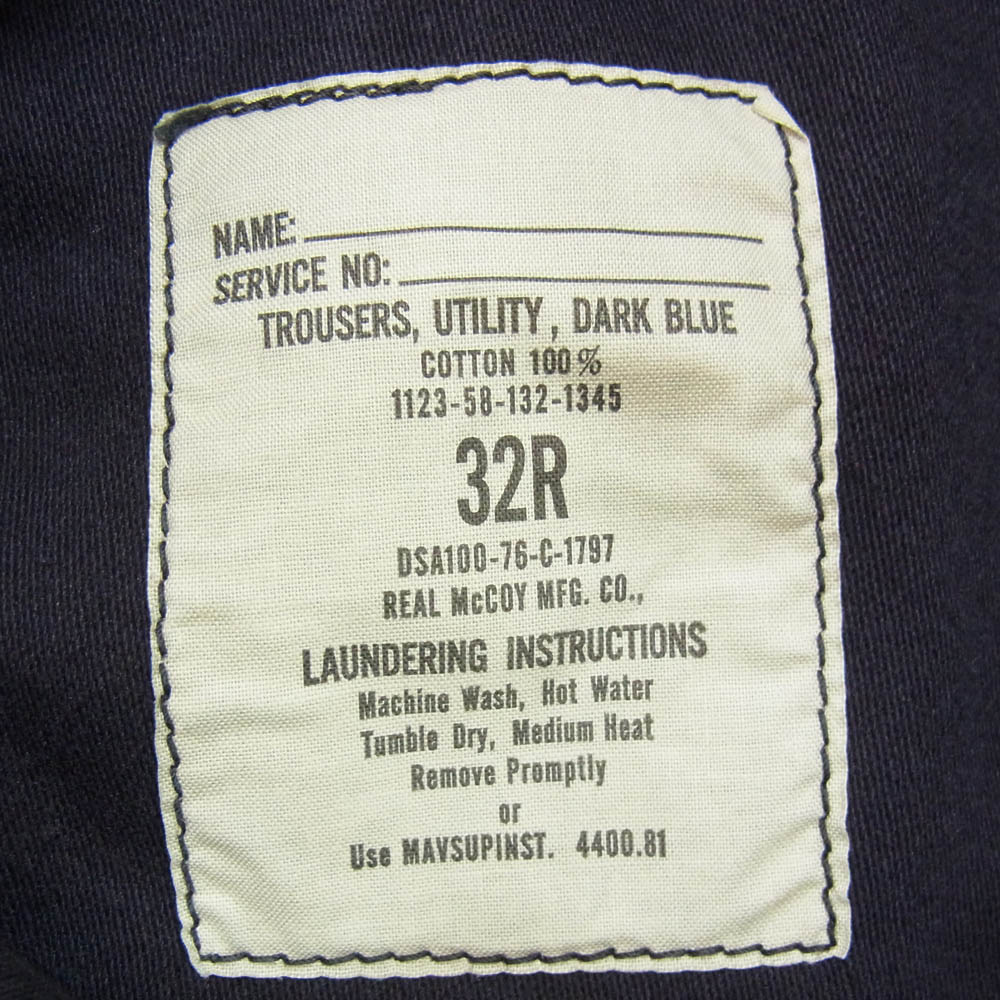 NAME:
SERVICE NO:
TROUSERS, UTILITY, DARK BLUE
COTTON 100%
1123-58-132-1345
32R
DSA100-76-C-1797
REAL McCOY MFG. CO.,
LAUNDERING INSTRUCTIONS
Machine Wash, Hot Water
Tumble Dry, Medium Heat
Remove Promptly
or
Use MAVSUPINST. 4400.81